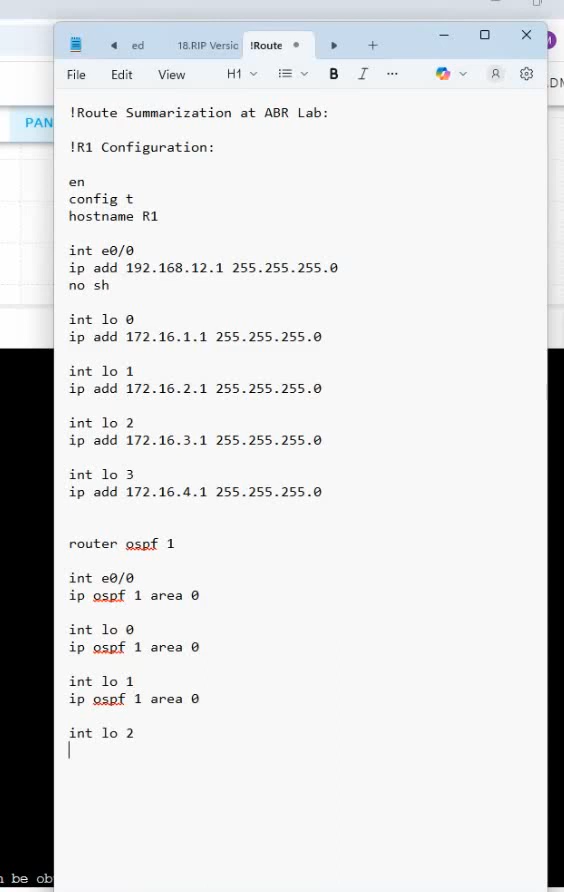 ed
18.RIP Versic
!Route
File Edit View H1 B I ...
PAN
DM
!Route Summarization at ABR Lab:
!R1 Configuration:
en
config t
hostname R1
int e0/0
ip add 192.168.12.1 255.255.255.0
no sh
int lo 0
ip add 172.16.1.1 255.255.255.0
int lo 1
ip add 172.16.2.1 255.255.255.0
int lo 2
ip add 172.16.3.1 255.255.255.0
int lo 3
ip add 172.16.4.1 255.255.255.0
router ospf 1
int e0/0
ip ospf 1 area 0
int lo 0
ip ospf 1 area 0
int lo 1
ip ospf 1 area 0
int lo 2
n be ob